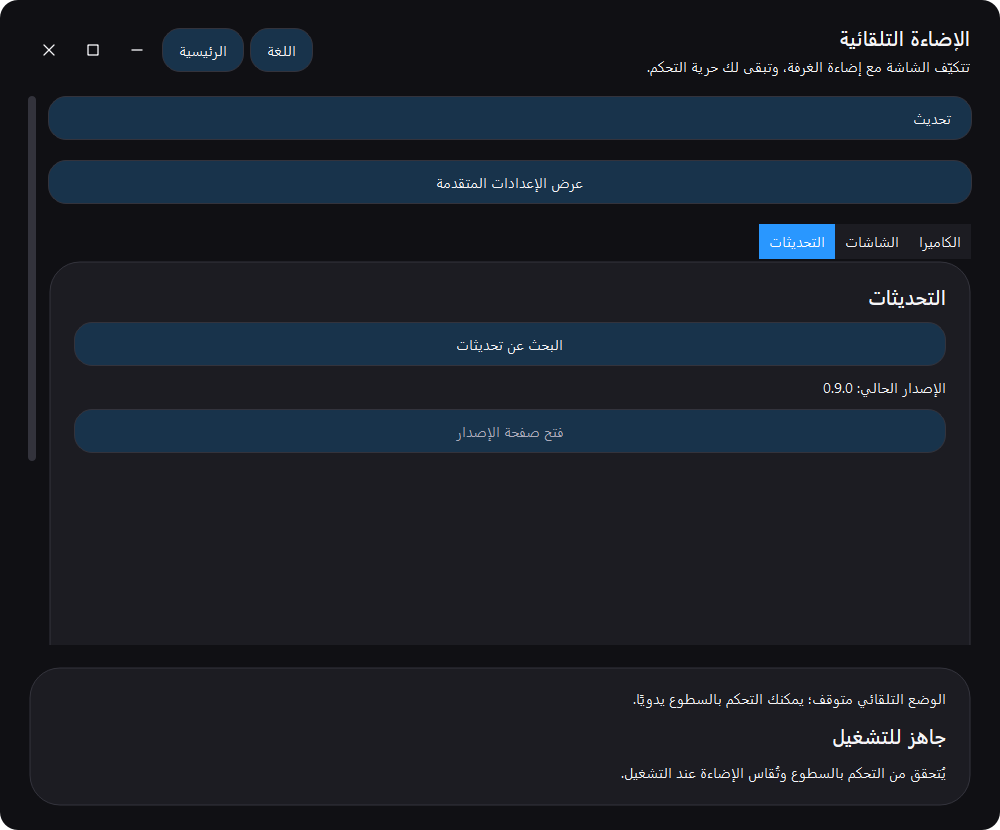 الإضاءة التلقائية
تتكيّف الشاشة مع إضاءة الغرفة، وتبقى لك حرية التحكم.
اللغة
الرئيسية
تحديث
عرض الإعدادات المتقدمة
الكاميرا
الشاشات
التحديثات
التحديثات
البحث عن تحديثات
الإصدار الحالي: 0.9.0
فتح صفحة الإصدار
الوضع التلقائي متوقف؛ يمكنك التحكم بالسطوع يدويًا.
جاهز للتشغيل
يُتحقق من التحكم بالسطوع وتُقاس الإضاءة عند التشغيل.